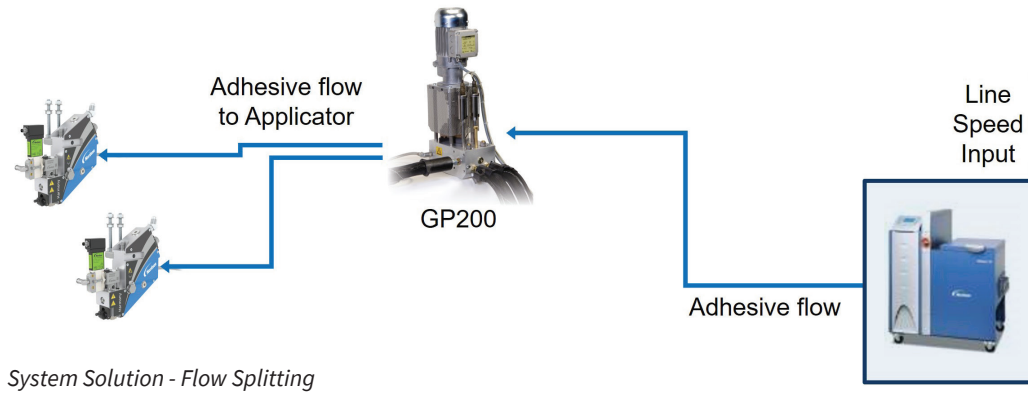 Adhesive flow
to Applicator
Line
Speed
Input
GP200
Adhesive flow
System Solution - Flow Splitting